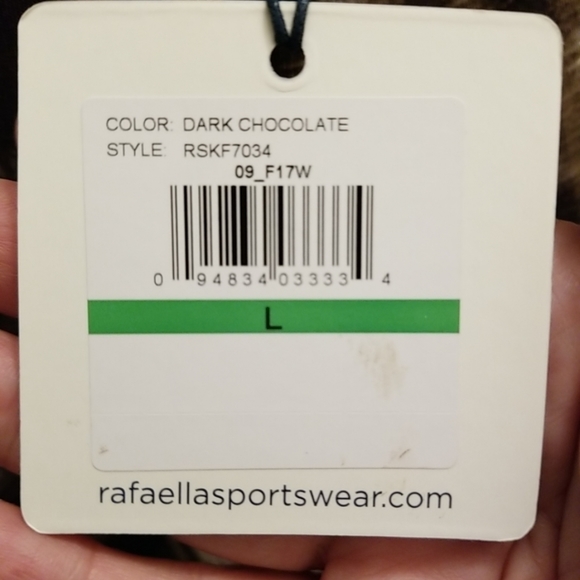 COLOR: DARK CHOCOLATE
STYLE: RSKF7034
09_F17W
0 94834 03333 4
L
rafaellasportswear.com